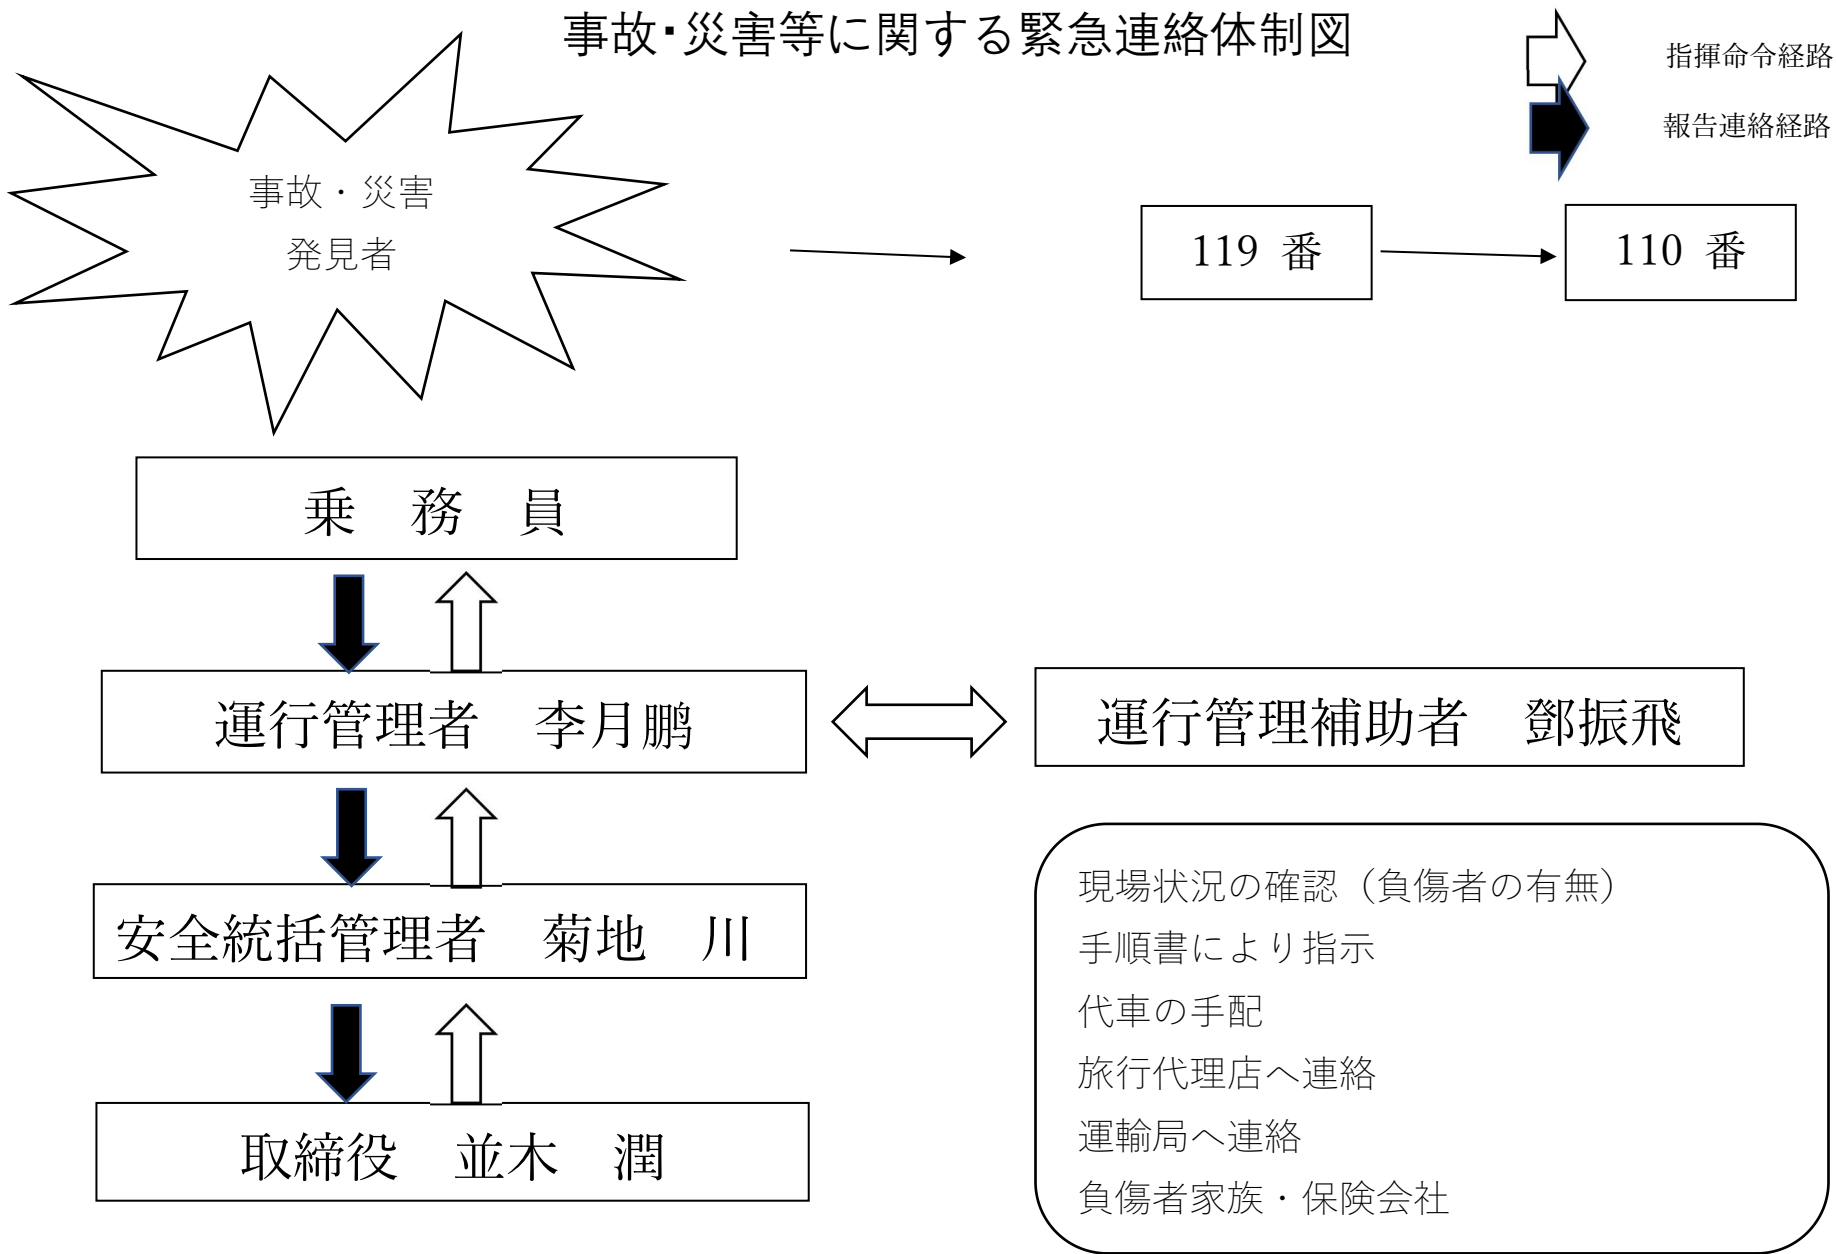 事故･災害等に関する緊急連絡体制図
指揮命令経路
報告連絡経路
事故・災害
発見者
119 番
110 番
乗　務　員
運行管理者　李月鹏
運行管理補助者　鄧振飛
安全統括管理者　菊地　川
取締役　並木　潤
現場状況の確認（負傷者の有無）
手順書により指示
代車の手配
旅行代理店へ連絡
運輸局へ連絡
負傷者家族・保険会社